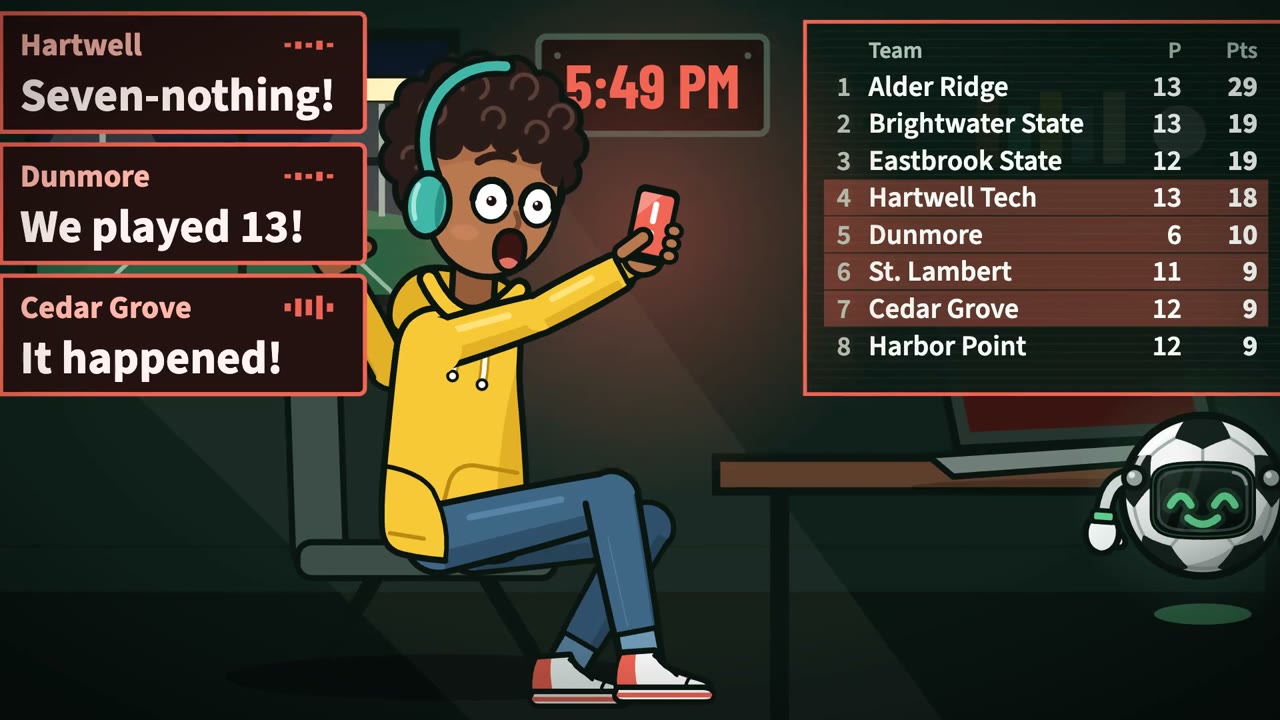 Hartwell
Seven-nothing!
Dunmore
We played 13!
Cedar Grove
It happened!
5:49 PM
!
Team P Pts
1 Alder Ridge 13 29
2 Brightwater State 13 19
3 Eastbrook State 12 19
4 Hartwell Tech 13 18
5 Dunmore 6 10
6 St. Lambert 11 9
7 Cedar Grove 12 9
8 Harbor Point 12 9